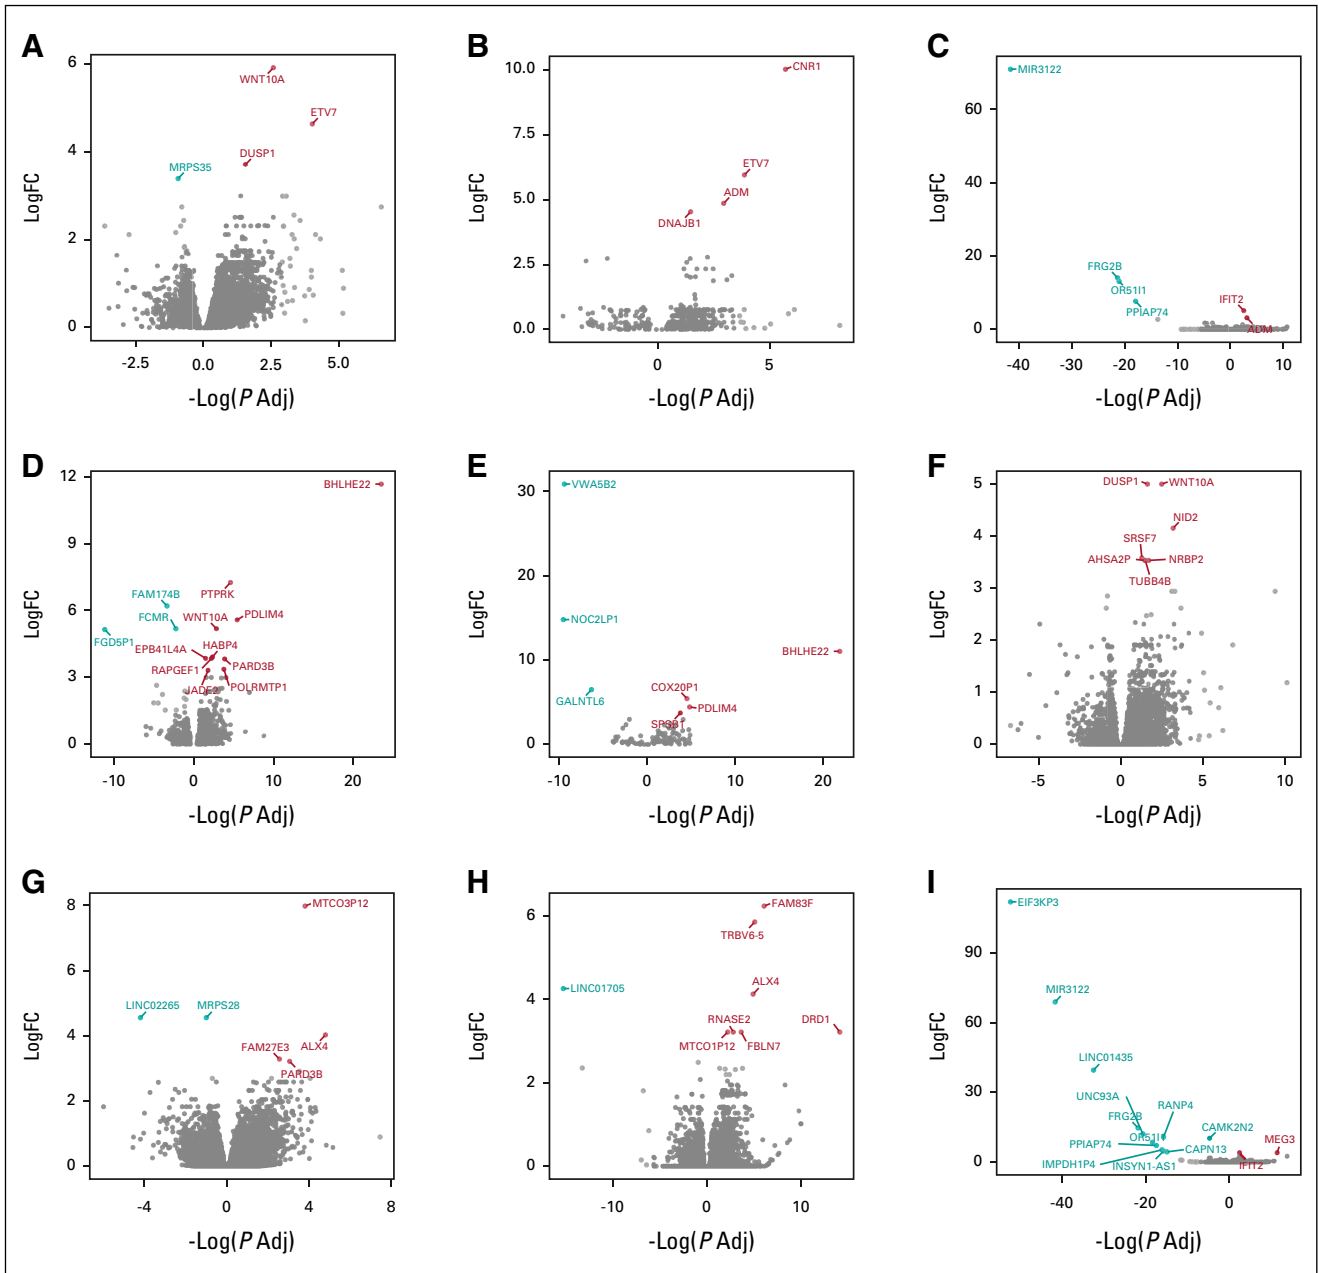 A
LogFC
6
4
2
0
WNT10A
ETV7
DUSP1
MRPS35
-2.5 0.0 2.5 5.0
-Log(P Adj)
B
LogFC
10.0
7.5
5.0
2.5
0.0
CNR1
ETV7
ADM
DNAJB1
0 5
-Log(P Adj)
C
LogFC
60
40
20
0
MIR3122
FRG2B
OR51I1
PPIAP74
IFIT2
ADM
-40 -30 -20 -10 0 10
-Log(P Adj)
D
LogFC
12
9
6
3
0
BHLHE22
PTPRK
FAM174B
FCMR
WNT10A
PDLIM4
FGD5P1
EPB41L4A
HABP4
RAPGEF1
PARD3B
JADE2
POLRMTP1
-10 0 10 20
-Log(P Adj)
E
LogFC
30
20
10
0
VWA5B2
NOC2LP1
BHLHE22
GALNTL6
COX20P1
PDLIM4
SPSB1
-10 0 10 20
-Log(P Adj)
F
LogFC
5
4
3
2
1
0
DUSP1
WNT10A
NID2
SRSF7
AHSA2P
NRBP2
TUBB4B
-5 0 5 10
-Log(P Adj)
G
LogFC
8
6
4
2
0
MTCO3P12
LINC02265
MRPS28
ALX4
FAM27E3
PARD3B
-4 0 4 8
-Log(P Adj)
H
LogFC
6
4
2
0
FAM83F
TRBV6-5
LINC01705
ALX4
RNASE2
DRD1
MTCO1P12
FBLN7
-10 0 10
-Log(P Adj)
I
LogFC
90
60
30
0
EIF3KP3
MIR3122
LINC01435
UNC93A
RANP4
FRG2B
OR51I1
CAMK2N2
PPIAP74
CAPN13
MEG3
IMPDH1P4
INSYN1-AS1
IFIT2
-40 -20 0
-Log(P Adj)